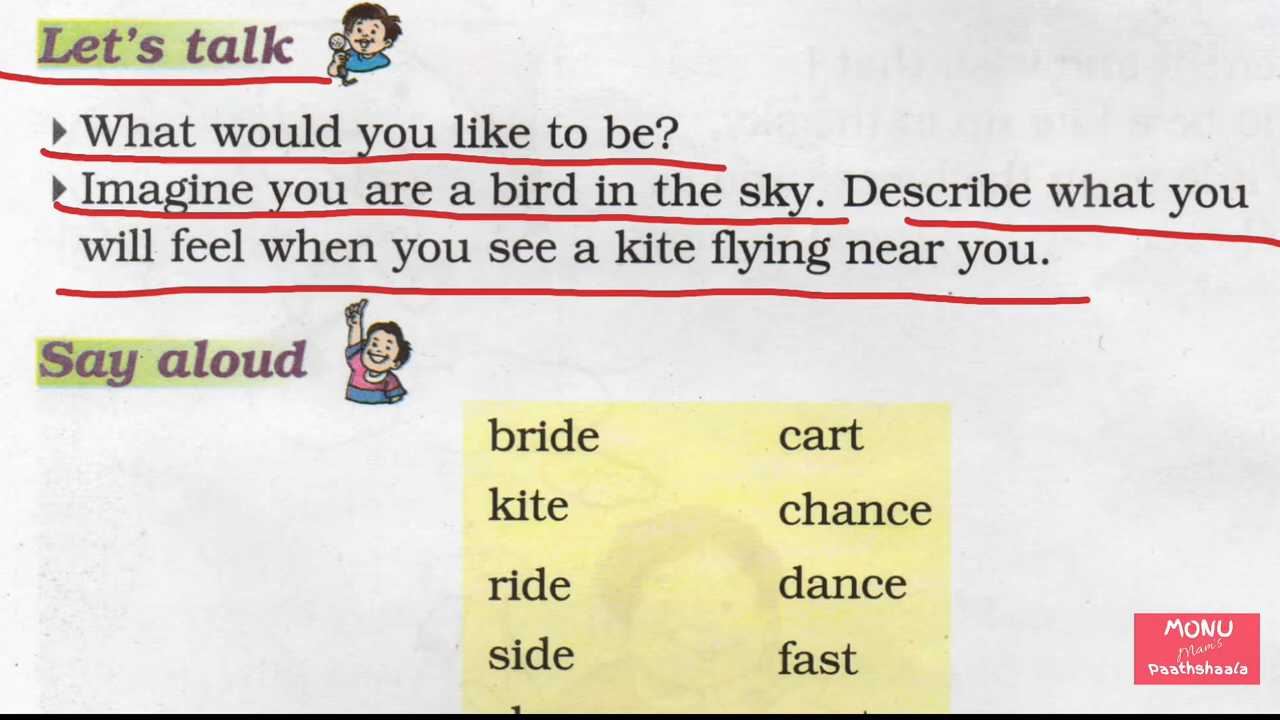 Let's talk
What would you like to be?
Imagine you are a bird in the sky. Describe what you
will feel when you see a kite flying near you.
Say aloud
bride cart
kite chance
ride dance
side fast
MONU
Mam's
Paathshaala